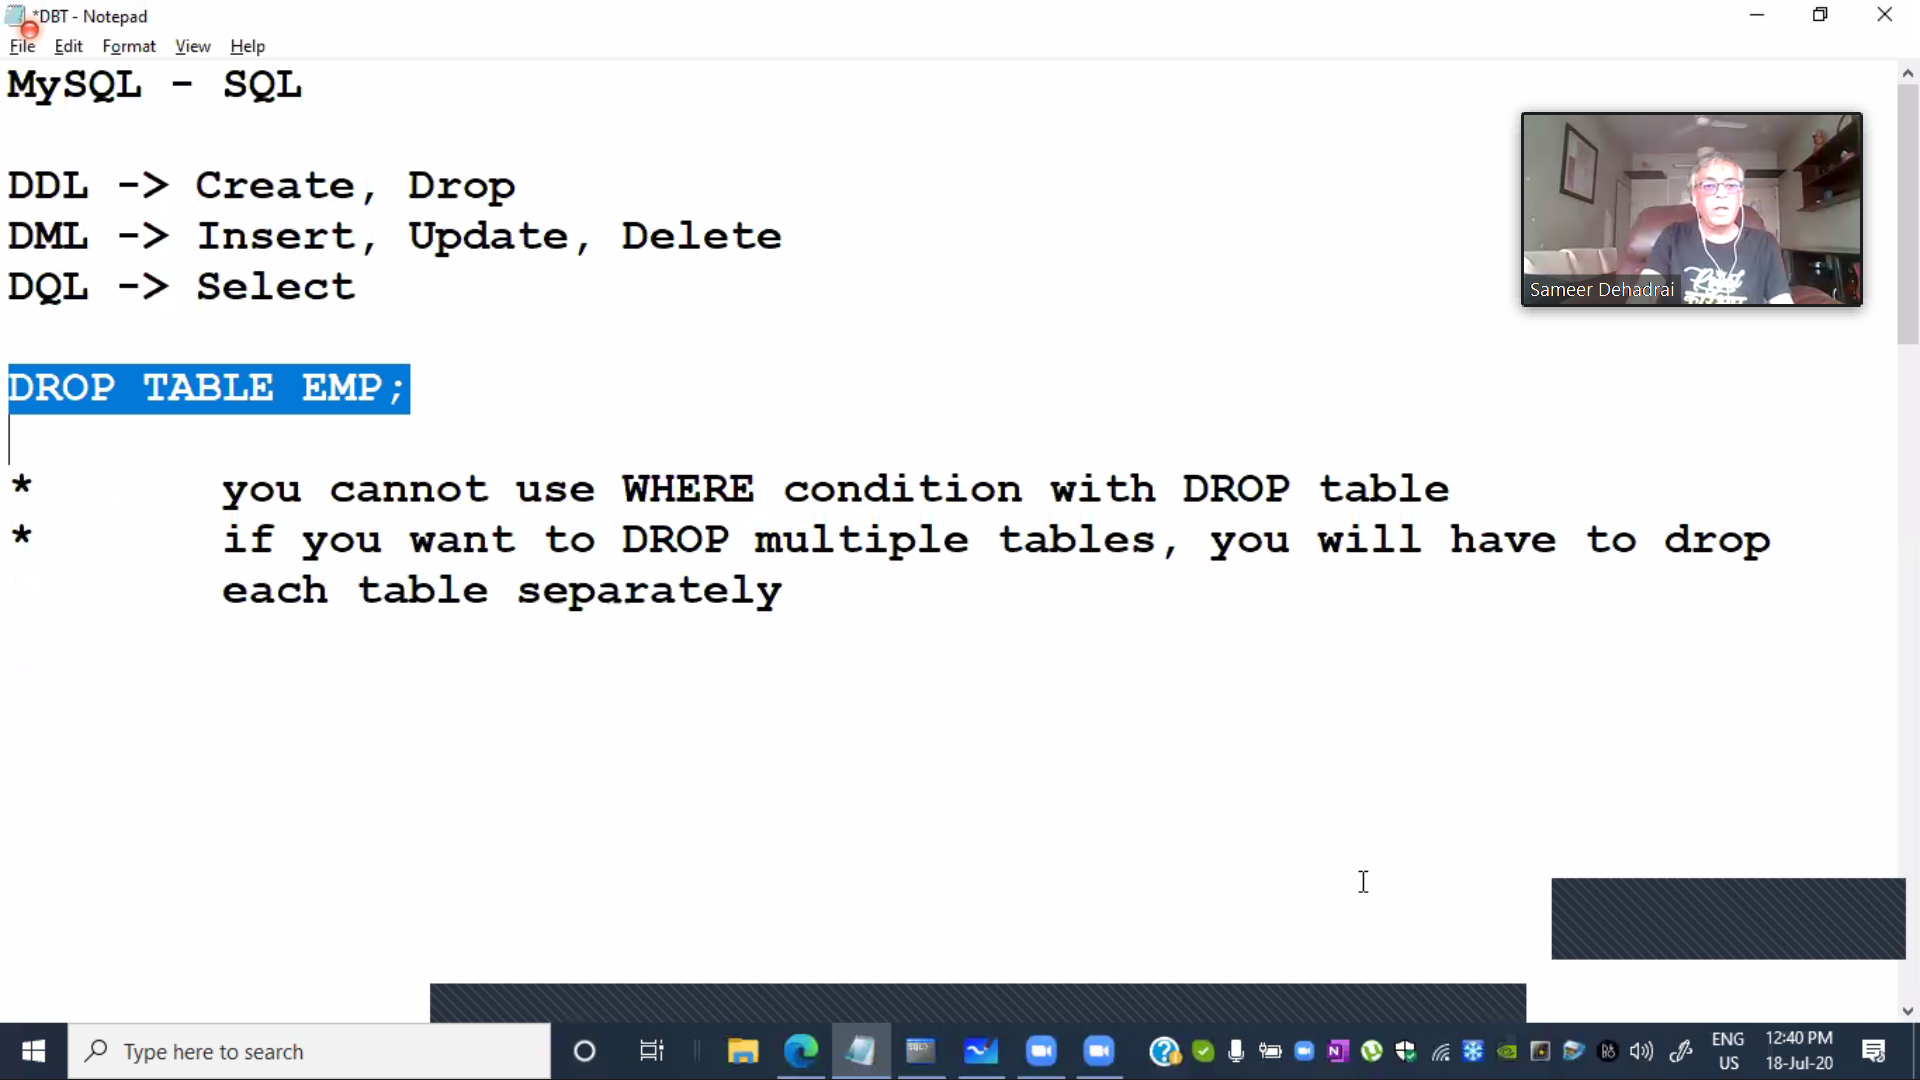 *DBT - Notepad
File Edit Format View Help
MySQL - SQL
DDL -> Create, Drop
DML -> Insert, Update, Delete
DQL -> Select
DROP TABLE EMP;
* you cannot use WHERE condition with DROP table
* if you want to DROP multiple tables, you will have to drop
each table separately
Sameer Dehadrai
Type here to search
ENG
US
12:40 PM
18-Jul-20